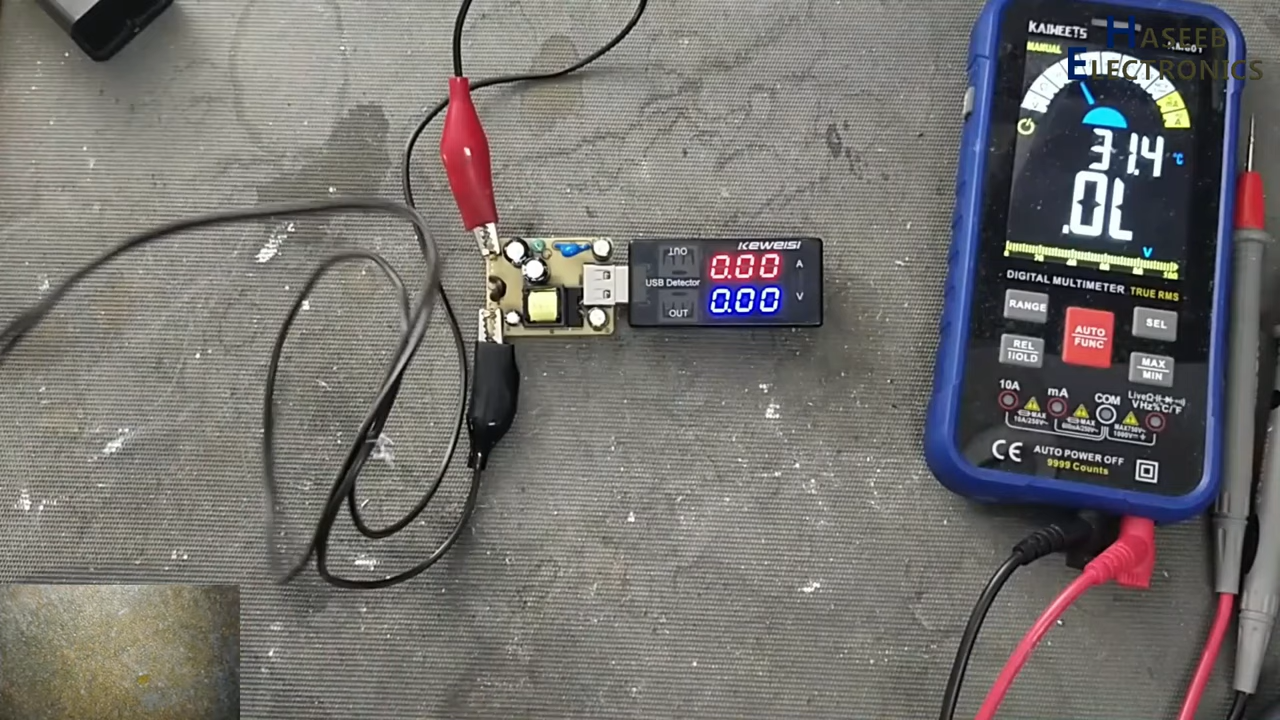 HASEEB
ELECTRONICS
KAIWEETS
MANUAL
31.4 °C
.0L
V
DIGITAL MULTIMETER TRUE RMS
RANGE
AUTO
FUNC
SEL
REL
HOLD
MAX
MIN
10A
mA
COM
CE
AUTO POWER OFF
9999 Counts
KEWEISI
OUT
USB Detector
OUT
0.00 A
0.00 V